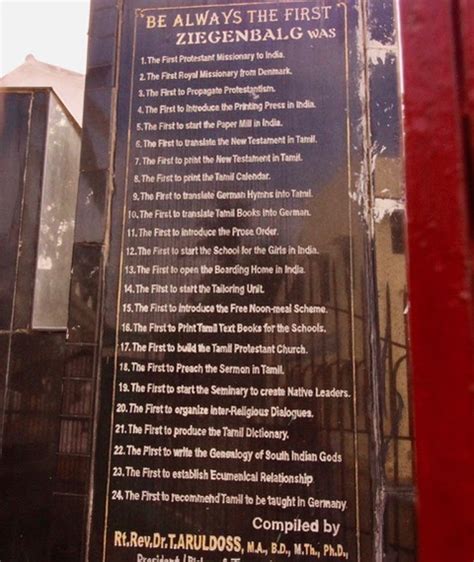 BE ALWAYS THE FIRST
ZIEGENBALG WAS
1. The First Protestant Missionary to India.
2. The First Royal Missionary from Denmark.
3. The First to Propagate Protestantism.
4. The First to Introduce the Printing Press in India.
5. The First to start the Paper Mill in India.
6. The First to translate the New Testament in Tamil.
7. The First to print the New Testament in Tamil.
8. The First to print the Tamil Calendar.
9. The First to translate German Hymns into Tamil.
10. The First to translate Tamil Books into German.
11. The First to introduce the Prose Order.
12. The First to start the School for the Girls in India.
13. The First to open the Boarding Home in India.
14. The First to start the Tailoring Unit.
15. The First to introduce the Free Noon-meal Scheme.
16. The First to Print Tamil Text Books for the Schools.
17. The First to build the Tamil Protestant Church.
18. The First to Preach the Sermon in Tamil.
19. The First to start the Seminary to create Native Leaders.
20. The First to organize Inter-Religious Dialogues.
21. The First to produce the Tamil Dictionary.
22. The First to write the Genealogy of South Indian Gods
23. The First to establish Ecumenical Relationship
24. The First to recommend Tamil to be taught in Germany
Compiled by
Rt.Rev.Dr.T.ARULDOSS, M.A., B.D., M.Th., Ph.D.,